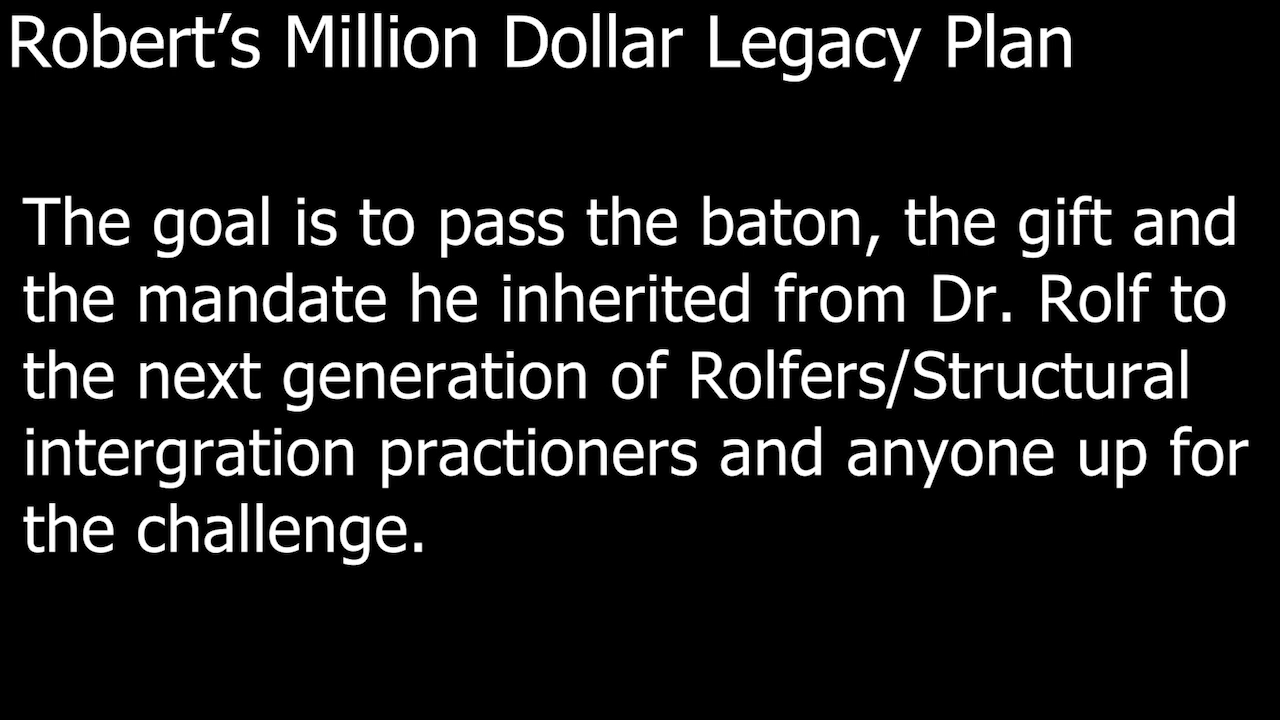 Robert’s Million Dollar Legacy Plan
The goal is to pass the baton, the gift and
the mandate he inherited from Dr. Rolf to
the next generation of Rolfers/Structural
intergration practioners and anyone up for
the challenge.